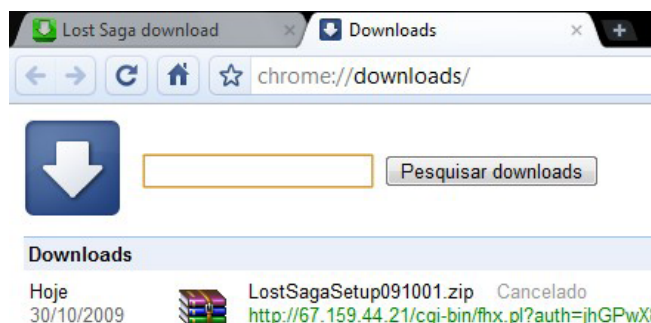 Lost Saga download
Downloads
chrome://downloads/
Pesquisar downloads
Downloads
Hoje
LostSagaSetup091001.zip Cancelado
30/10/2009
http://67.159.44.21/cgi-bin/fhx.pl?auth=jhGPwX